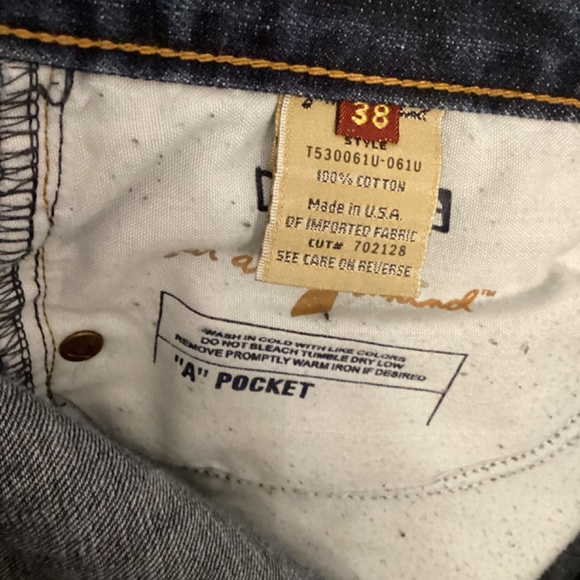 38
STYLE
T530061U-061U
100% COTTON
Made in U.S.A.
OF IMPORTED FABRIC
CUT# 702128
SEE CARE ON REVERSE
mind™
WASH IN COLD WITH LIKE COLORS
DO NOT BLEACH TUMBLE DRY LOW
REMOVE PROMPTLY WARM IRON IF DESIRED
"A" POCKET